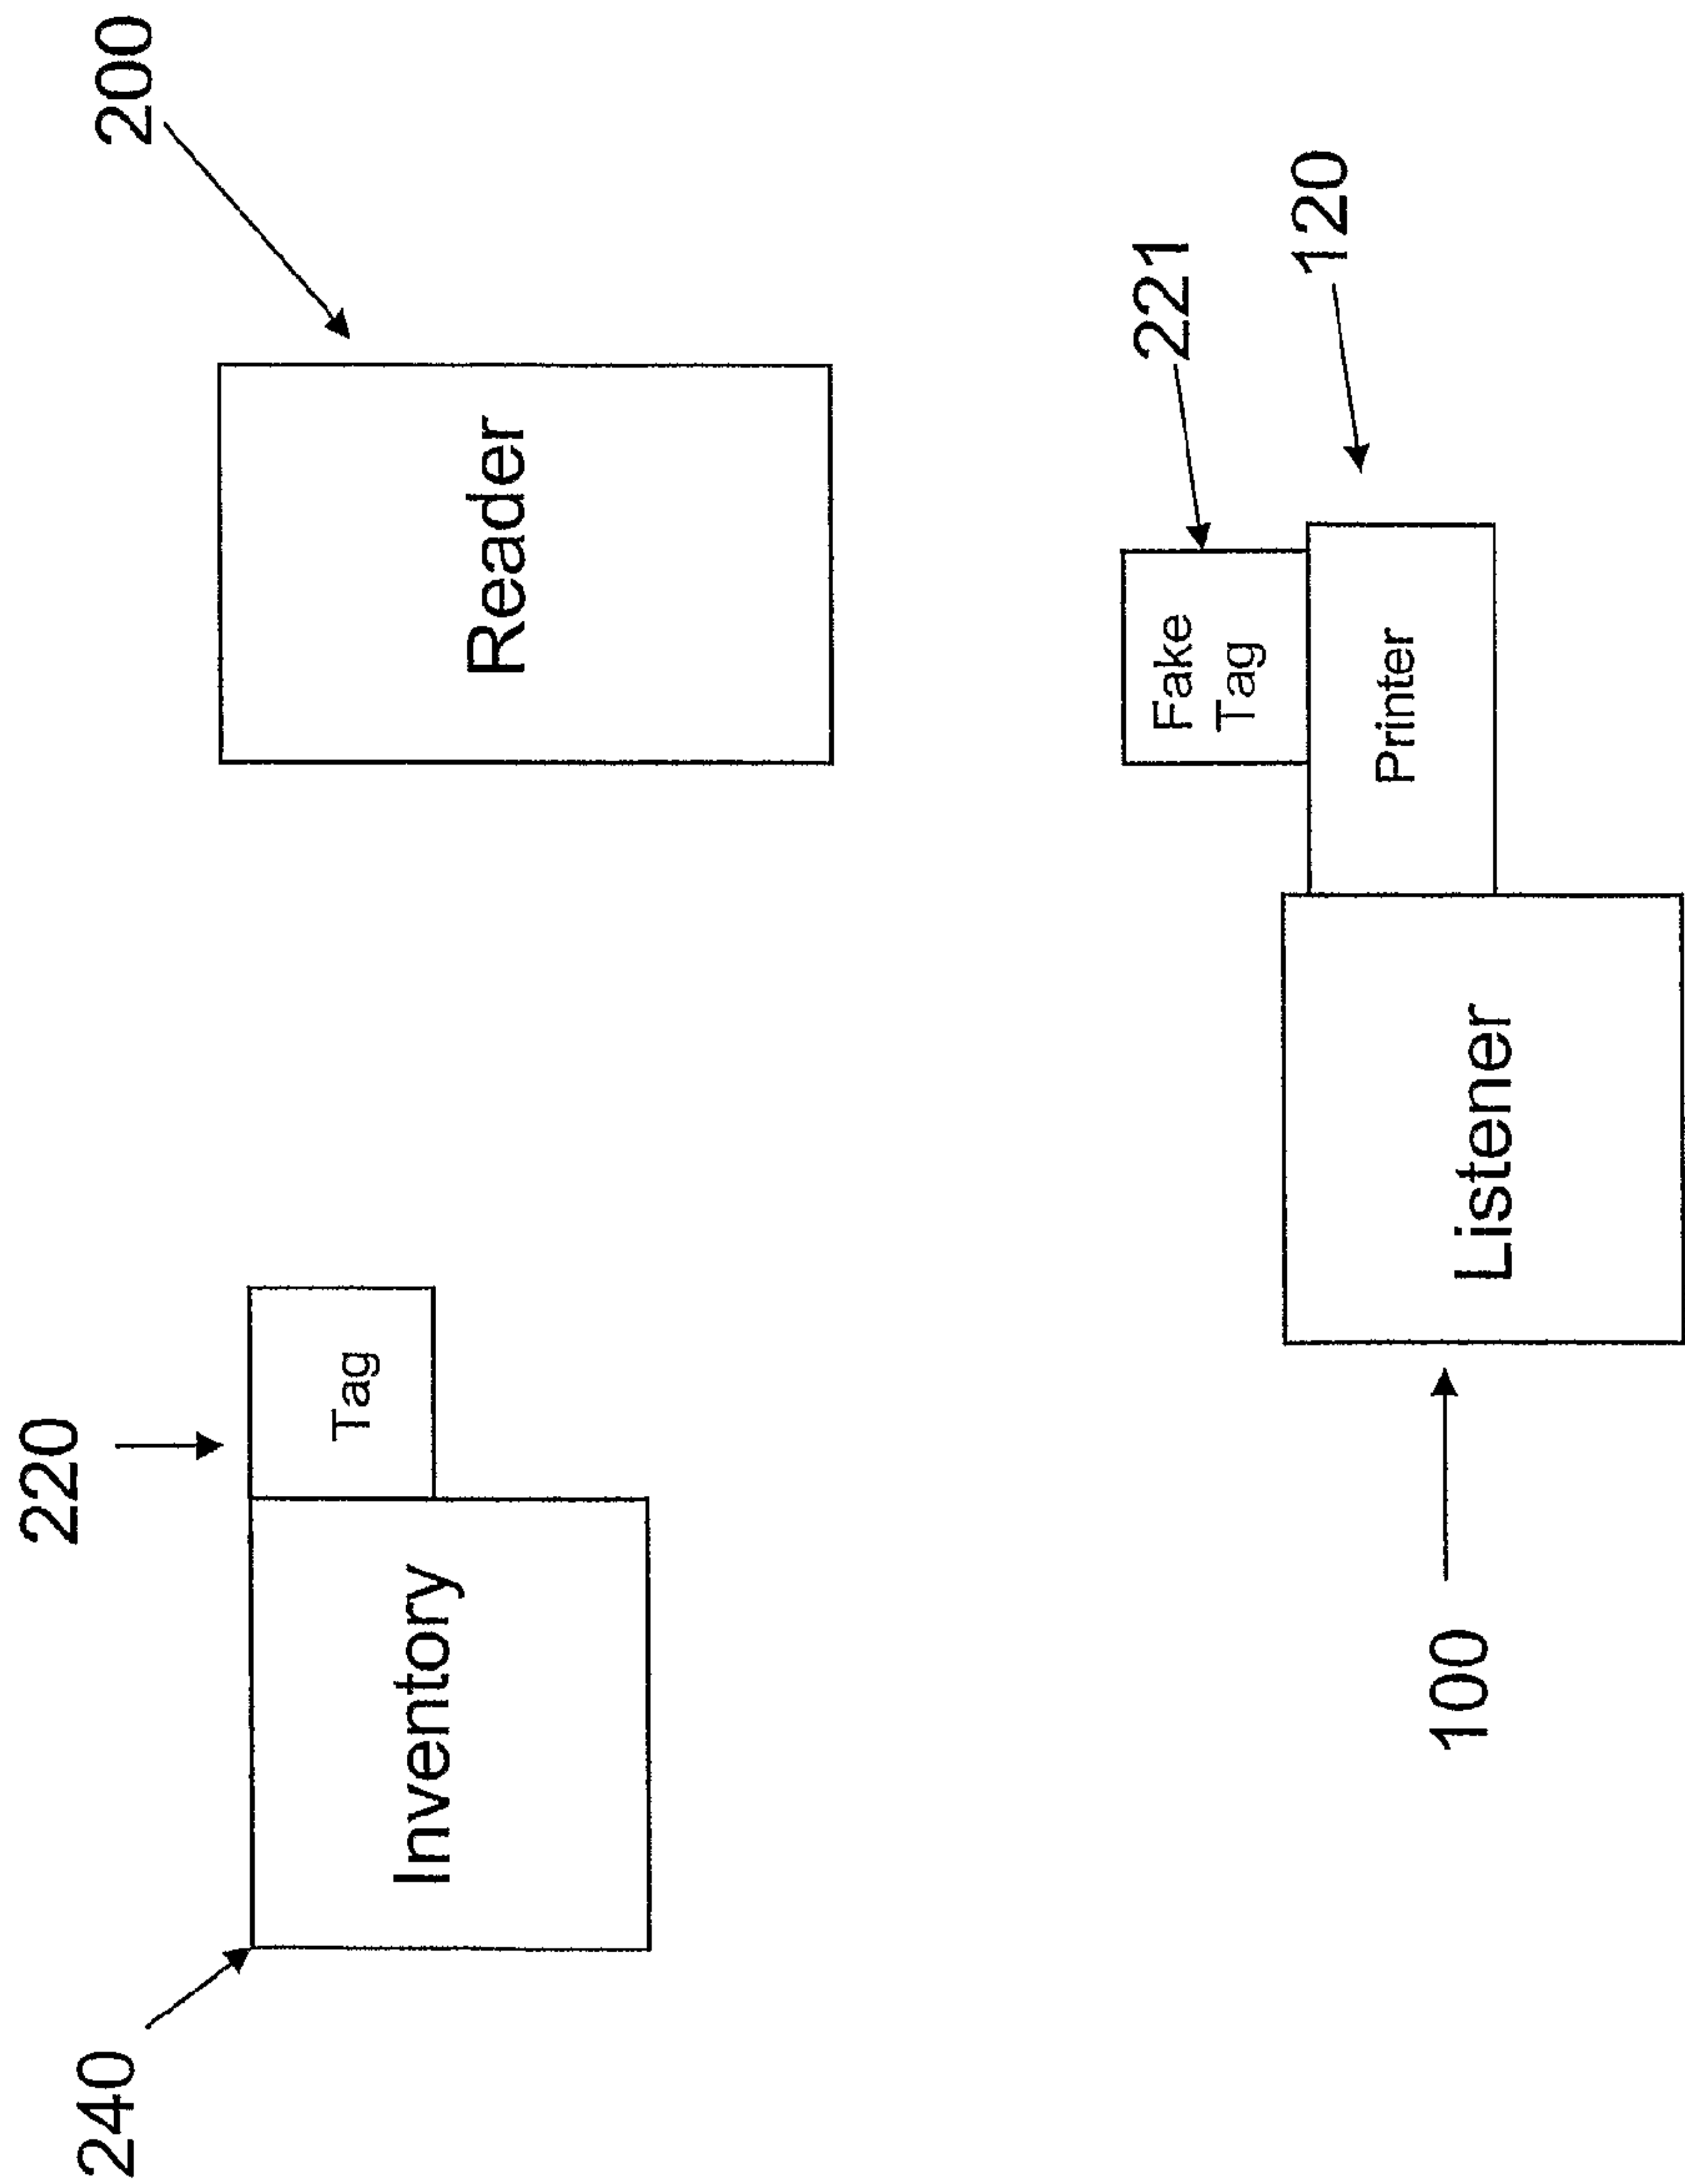 220
240
200
Tag
Inventory
Reader
221
Fake
Tag
120
Printer
100
Listener